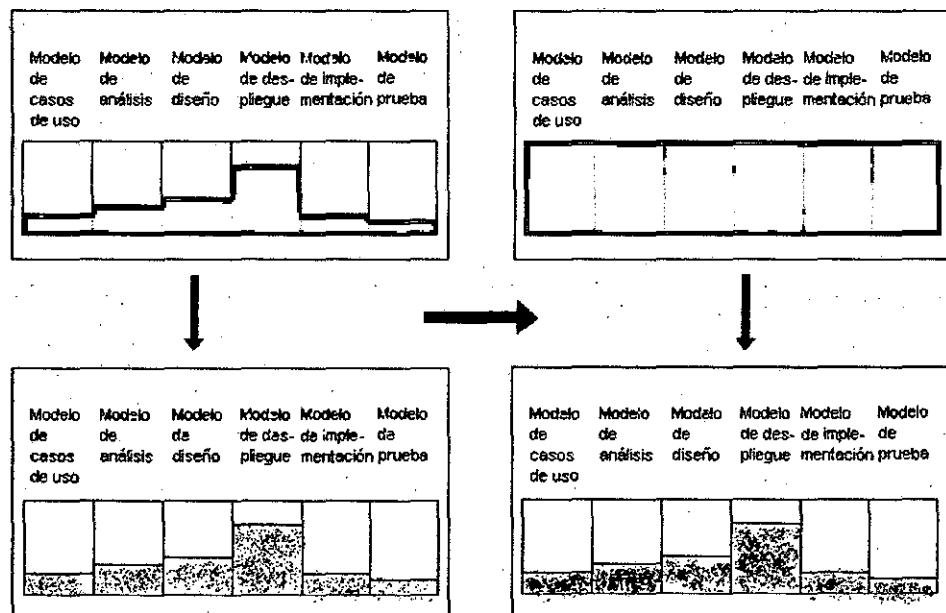 Modelo Modelo Modelo Modelo Modelo Modelo
de de de de des- de imple- de
casos análisis diseño pliegue mentación prueba
de uso
Modelo Modelo Modelo Modelo Modelo Modelo
de de de de des- de imple- de
casos análisis diseño pliegue mentación prueba
de uso
Modelo Modelo Modelo Modelo Modelo Modelo
de de de de des- de imple- de
casos análisis diseño pliegue mentación prueba
de uso
Modelo Modelo Modelo Modelo Modelo Modelo
de de de de des- de imple- de
casos análisis diseño pliegue mentación prueba
de uso